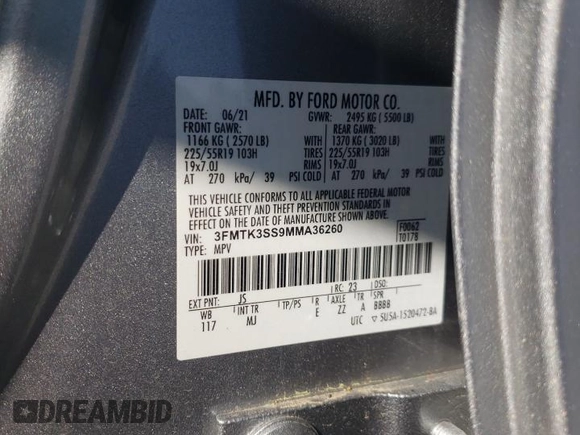 MFD. BY FORD MOTOR CO.
DATE: 06/21 GVWR: 2495 KG ( 5500 LB)
FRONT GAWR: REAR GAWR:
1166 KG ( 2570 LB) WITH 1370 KG ( 3020 LB) WITH
225/55R19 103H TIRES 225/55R19 103H TIRES
19x7.0J RIMS 19x7.0J RIMS
AT 270 kPa/ 39 PSI COLD AT 270 kPa/ 39 PSI COLD
THIS VEHICLE CONFORMS TO ALL APPLICABLE FEDERAL MOTOR
VEHICLE SAFETY AND THEFT PREVENTION STANDARDS IN
EFFECT ON THE DATE OF MANUFACTURE SHOWN ABOVE.
VIN: 3FMTK3SS9MMA36260 F0062
TYPE: MPV T0178
EXT PNT: JS RC: 23 DSO:
WB INT TR TP/PS R AXLE TR SPR
117 MJ E ZZ A BBBB
UTC ▽ 5U5A-1520472-BA
DREAMBID